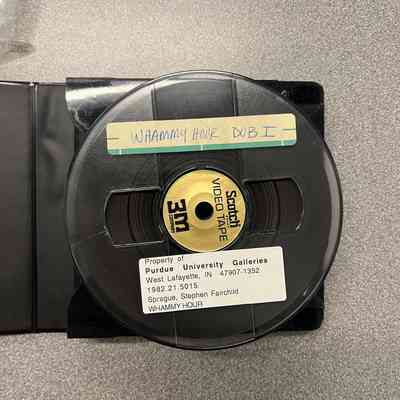 WHAMMY HOUR DUB I
Scotch
VIDEO TAPE
3M
Property of
Purdue University Galleries
West Lafayette, IN 47907-1352
1982.21.5015
Sprague, Stephen Fairchild
WHAMMY HOUR